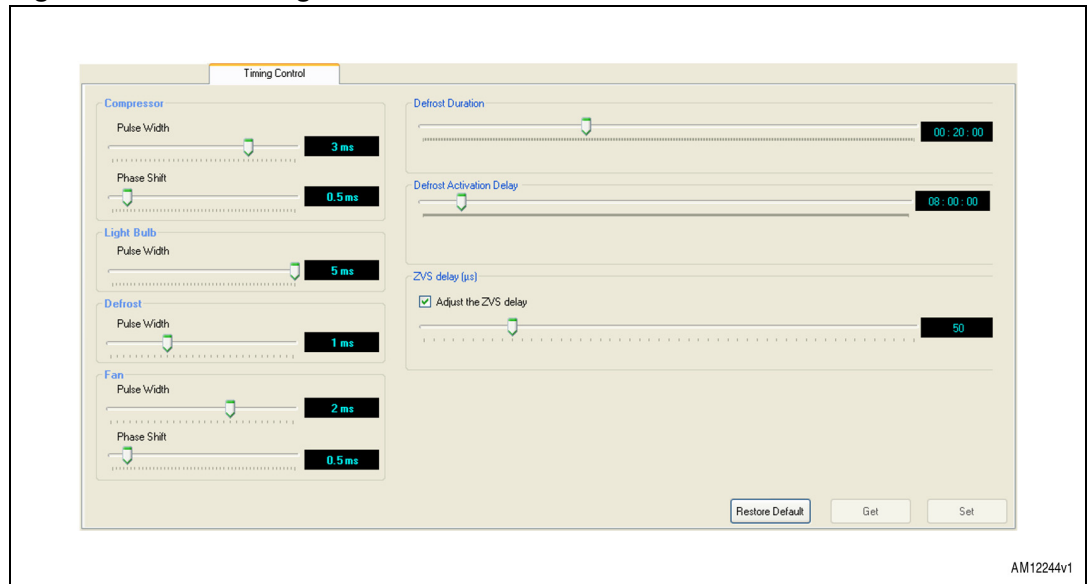 Timing Control
Compressor
Pulse Width
3 ms
Phase Shift
0.5 ms
Light Bulb
Pulse Width
5 ms
Defrost
Pulse Width
1 ms
Fan
Pulse Width
2 ms
Phase Shift
0.5 ms
Defrost Duration
00 : 20 : 00
Defrost Activation Delay
08 : 00 : 00
ZVS delay (µs)
Adjust the ZVS delay
50
Restore Default Get Set
AM12244v1